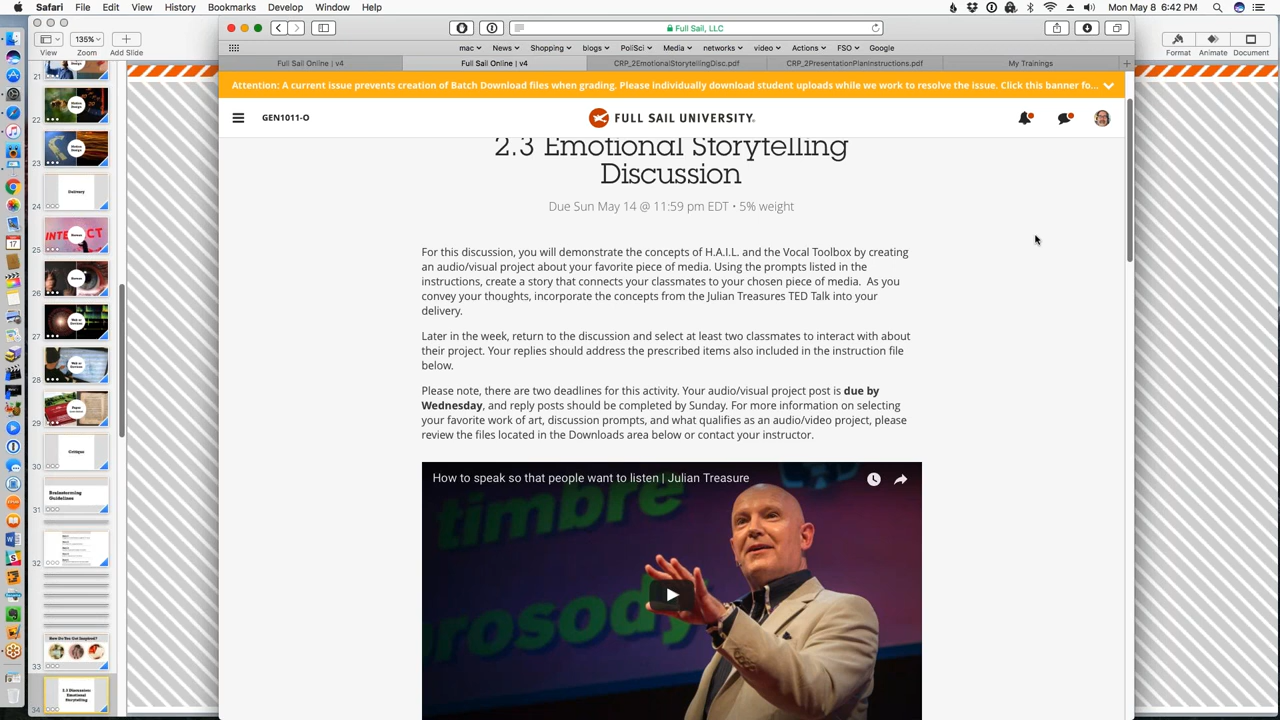 Safari File Edit View History Bookmarks Develop Window Help
Mon May 8 6:42 PM
135%
View Zoom Add Slide
Full Sail, LLC
Format Animate Document
mac News Shopping blogs PoliSci Media networks video Actions FSO Google
Full Sail Online | v4
Full Sail Online | v4
CRP_2EmotionalStorytellingDisc.pdf
CRP_2PresentationPlanInstructions.pdf
My Trainings
Attention: A current issue prevents creation of Batch Download files when grading. Please individually download student uploads while we work to resolve the issue. Click this banner fo...
GEN1011-O
FULL SAIL UNIVERSITY.
2.3 Emotional Storytelling
Discussion
Due Sun May 14 @ 11:59 pm EDT • 5% weight
For this discussion, you will demonstrate the concepts of H.A.I.L. and the Vocal Toolbox by creating
an audio/visual project about your favorite piece of media. Using the prompts listed in the
instructions, create a story that connects your classmates to your chosen piece of media. As you
convey your thoughts, incorporate the concepts from the Julian Treasures TED Talk into your
delivery.
Later in the week, return to the discussion and select at least two classmates to interact with about
their project. Your replies should address the prescribed items also included in the instruction file
below.
Please note, there are two deadlines for this activity. Your audio/visual project post is due by
Wednesday, and reply posts should be completed by Sunday. For more information on selecting
your favorite work of art, discussion prompts, and what qualifies as an audio/video project, please
review the files located in the Downloads area below or contact your instructor.
How to speak so that people want to listen | Julian Treasure
timbre
prosody
21
22
23
24
Delivery
25
26
27
28
29
30
Critique
31
Brainstorming
Guidelines
32
33
How Do You Get Inspired?
34
2.3 Discussion:
Emotional
Storytelling
17